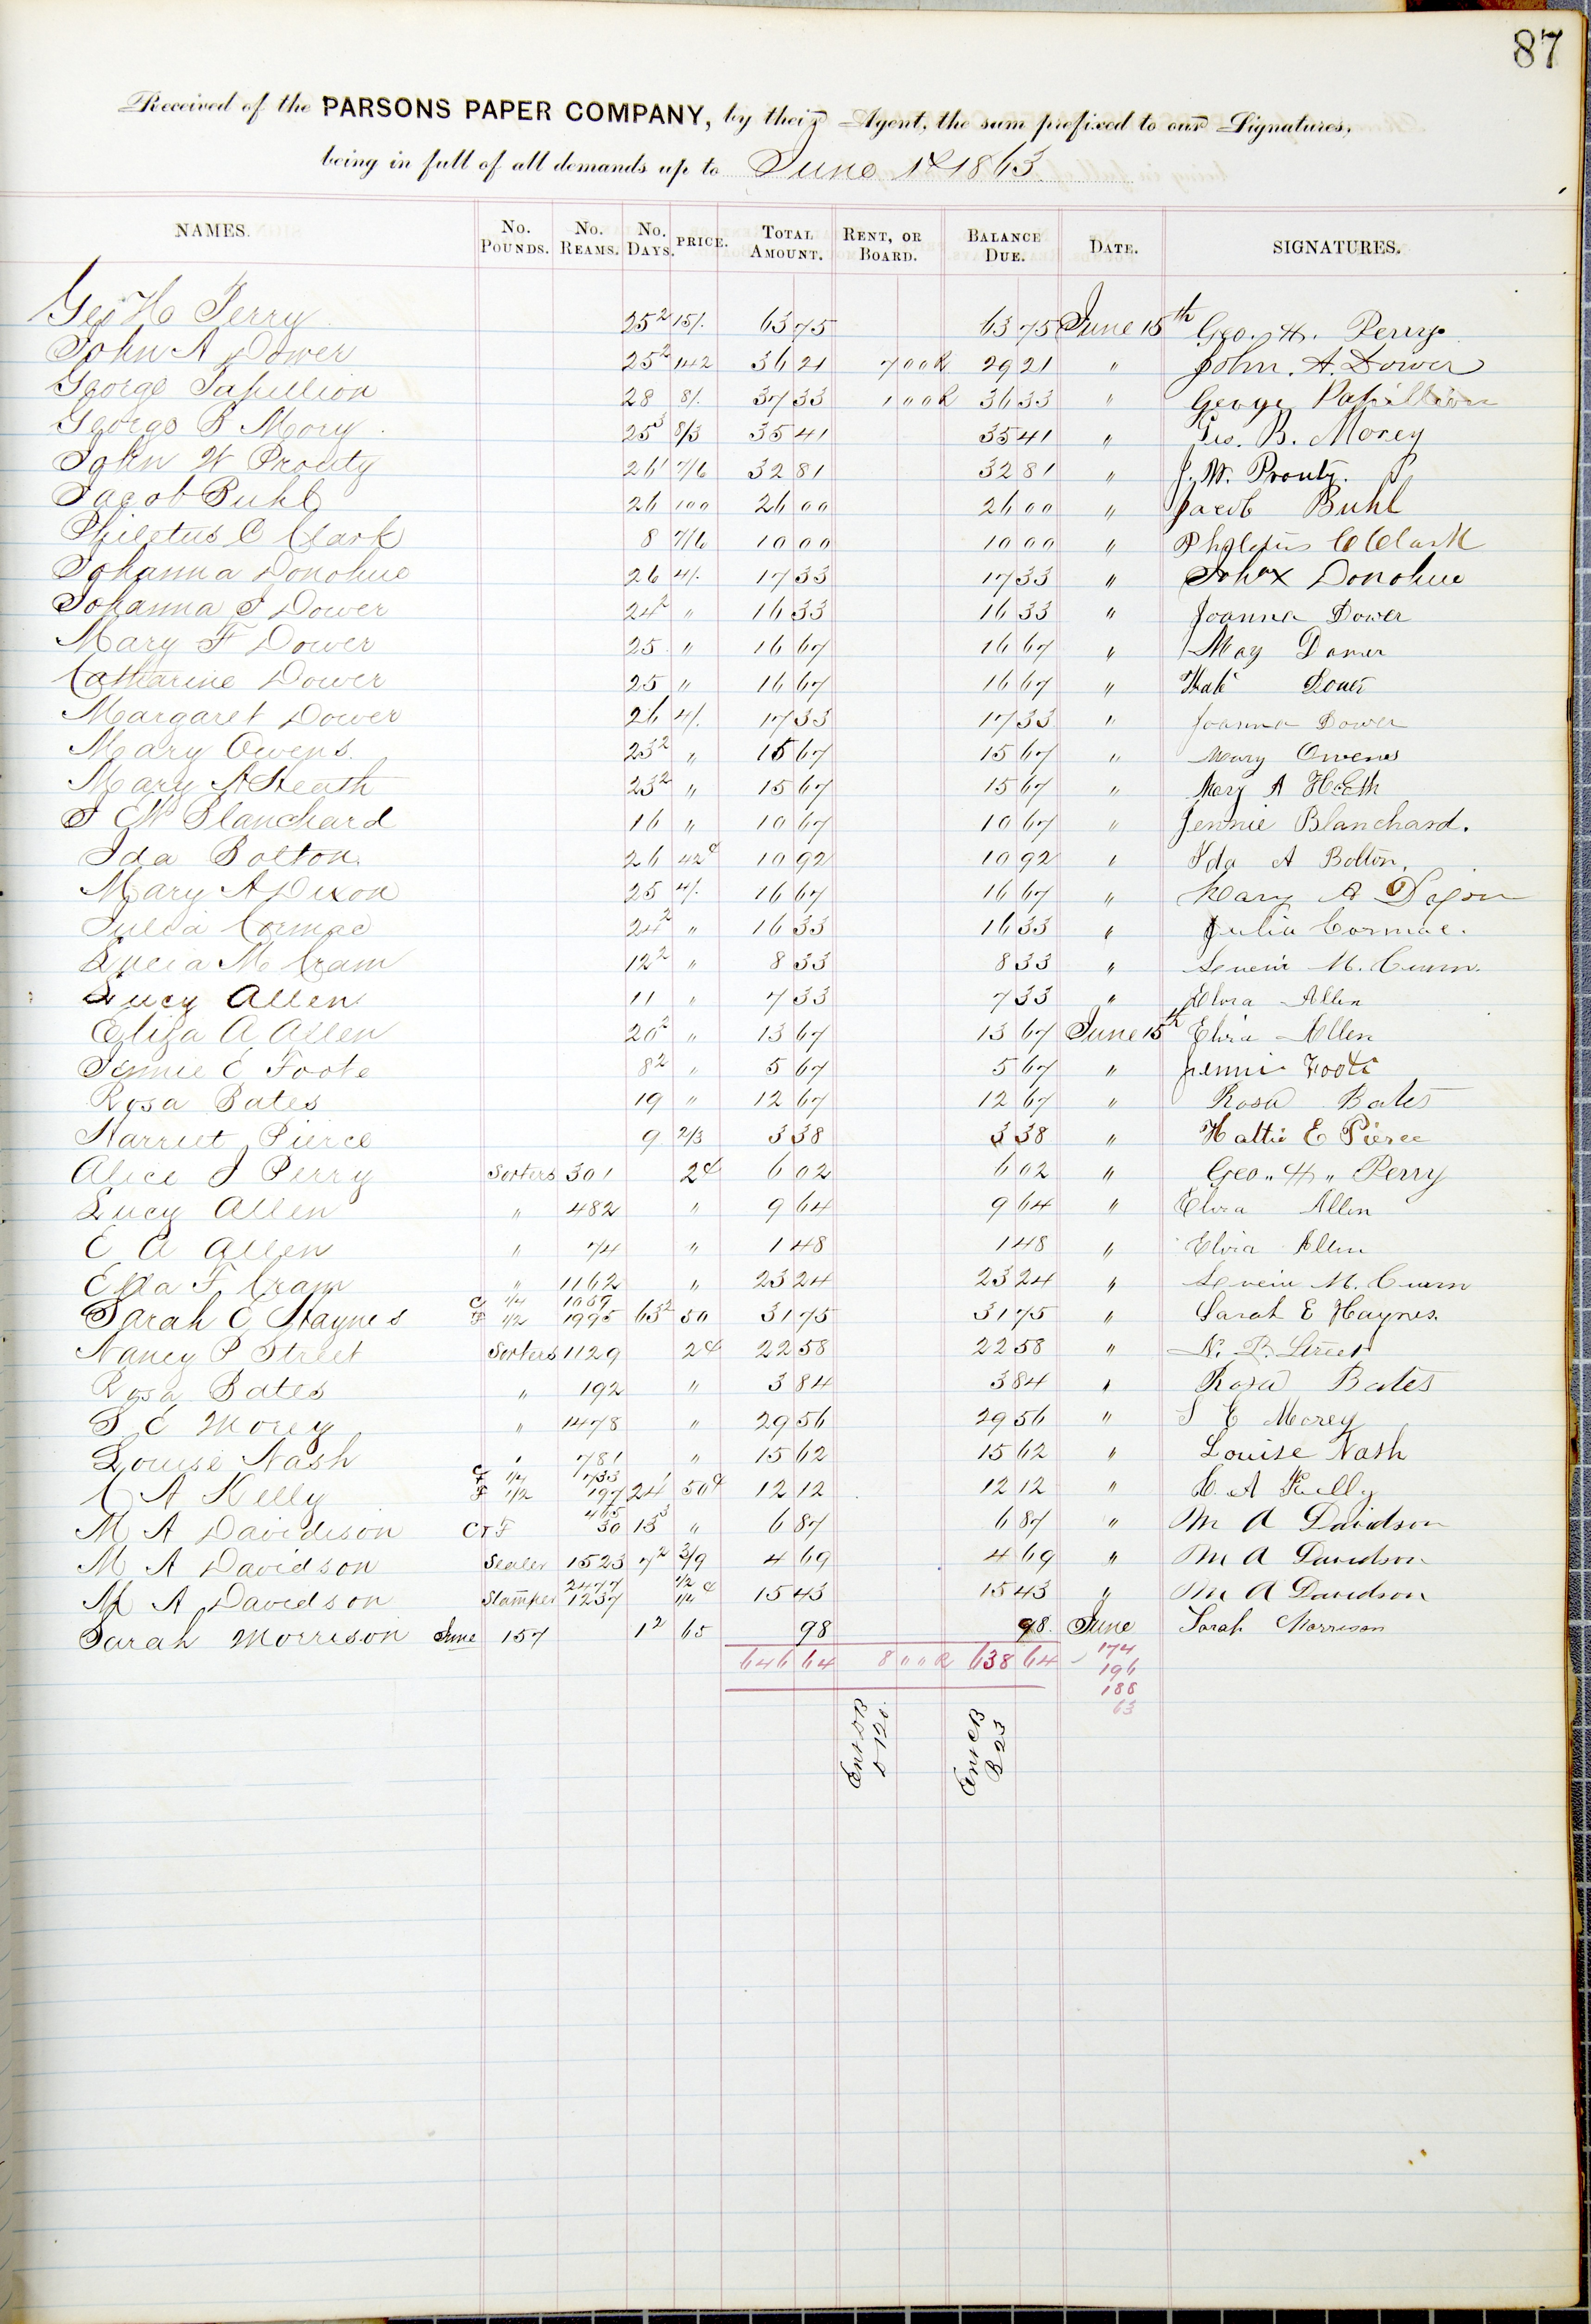 87
Received of the PARSONS PAPER COMPANY, by their Agent, the sum prefixed to our Signatures,
being in full of all demands up to June 1st 1863
NAMES. No. POUNDS. No. REAMS. No. DAYS. PRICE. TOTAL AMOUNT. RENT, OR BOARD. BALANCE DUE. DATE. SIGNATURES.
Geo H Perry 25 2 15/. 63 75 63 75 June 15th Geo. H. Perry.
John A Dower 25 2 142 36 21 7 00 R 29 21 " John. A. Dower
George Papillion 28 8/. 37 33 1 00 R 36 33 " George Papillion
George B Mory 25 3 8/3 35 41 35 41 " Geo. B. Morey
John W Prouty 26 1 7/6 32 81 32 81 " J. W. Prouty.
Jacob Buhl 26 100 26 00 26 00 " Jacob Buhl
Philetus C Clark 8 7/6 10 00 10 00 " Philetus C Clark
Johanna Donohue 26 4/. 17 33 17 33 " Joh x Donohue
Johanna J Dower 24 2 " 16 33 16 33 " Joanna Dower
Mary F Dower 25 " 16 67 16 67 " May Dower
Catharine Dower 25 " 16 67 16 67 " Kate Dower
Margaret Dower 26 4/. 17 33 17 33 " Joanna Dower
Mary Owens 23 2 " 15 67 15 67 " Mary Owens
Mary A Heath 23 2 " 15 67 15 67 " Mary A Heath
J E W Blanchard 16 " 10 67 10 67 " Jennie Blanchard.
Ida Bolton. 26 42 c 10 92 10 92 " Ida A Bolton.
Mary A Dixon 25 4/. 16 67 16 67 " Mary A Dixon
Julia Cormac 24 2 " 16 33 16 33 " Julia Cormac.
Lucia M Cram 12 2 " 8 33 8 33 " M. Cram.
Lucy Allen 11 " 7 33 7 33 " Elvira Allen
Eliza A Allen 20 2 " 13 67 13 67 June 15th Elvira Allen
Jennie E Foote 8 2 " 5 67 5 67 " Jennie Foote
Rosa Bates 19 " 12 67 12 67 " Rosa Bates
Harriet Pierce 9 2/3 3 38 3 38 " Hattie E Pierce
Alice J Perry Sorters 301 2 c 6 02 6 02 " Geo. H. Perry
Lucy Allen " 482 " 9 64 9 64 " Elvira Allen
E A Allen " 74 " 1 48 1 48 " Elvira Allen
Ella F Cram " 1162 " 23 24 23 24 " M. Cram
Sarah E Haynes C 1/4 1057 F 1/2 1995 63 2 50 31 75 31 75 " Sarah E Haynes.
Nancy P Street Sorters 1129 2 c 22 58 22 58 " N. P. Street
Rosa Bates " 192 " 3 84 3 84 " Rosa Bates
S E Morey " 1478 " 29 56 29 56 " S E Morey
Louise Nash " 781 " 15 62 15 62 " Louise Nash
C A Kelly C 1/4 733 F 1/2 197 24 1 50 c 12 12 12 12 " C. A Kelly
M A Davidson C & F 465 30 13 3 " 6 87 6 87 " M A Davidson
M A Davidson Sealer 1523 7 2 3/9 4 69 4 69 " M A Davidson
M A Davidson Stamper 2477 1237 1/2 1/4 c 15 43 15 43 " M A Davidson
Sarah Morrison June 157 1 2 65 98 98. June Sarah Morrison
646 64 8 00 R 638 64 174
196
188
63
Ent DB
D 120.
Ent CB
B 23